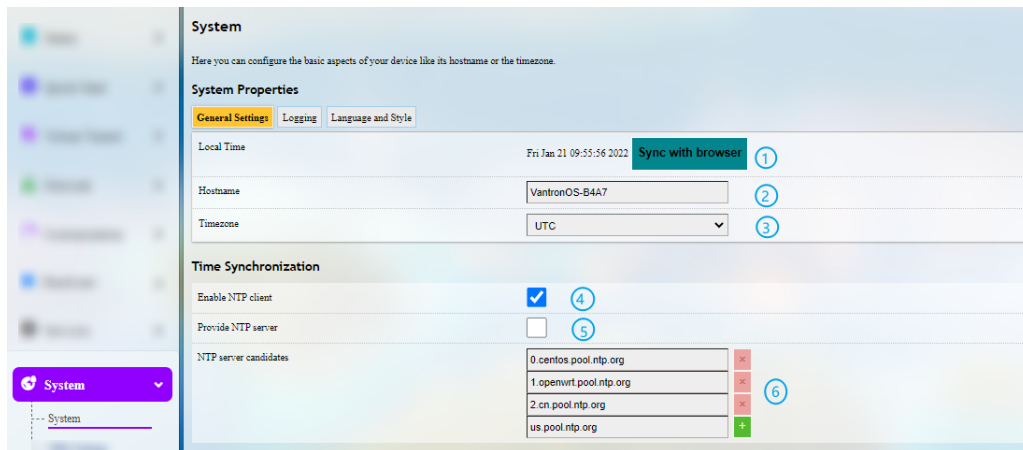 System
Here you can configure the basic aspects of your device like its hostname or the timezone.
System Properties
General Settings Logging Language and Style
Local Time Fri Jan 21 09:55:56 2022 Sync with browser 1
Hostname VantronOS-B4A7 2
Timezone UTC 3
Time Synchronization
Enable NTP client 4
Provide NTP server 5
NTP server candidates 0.centos.pool.ntp.org ×
1.openwrt.pool.ntp.org ×
6
2.cn.pool.ntp.org ×
us.pool.ntp.org +
System
System